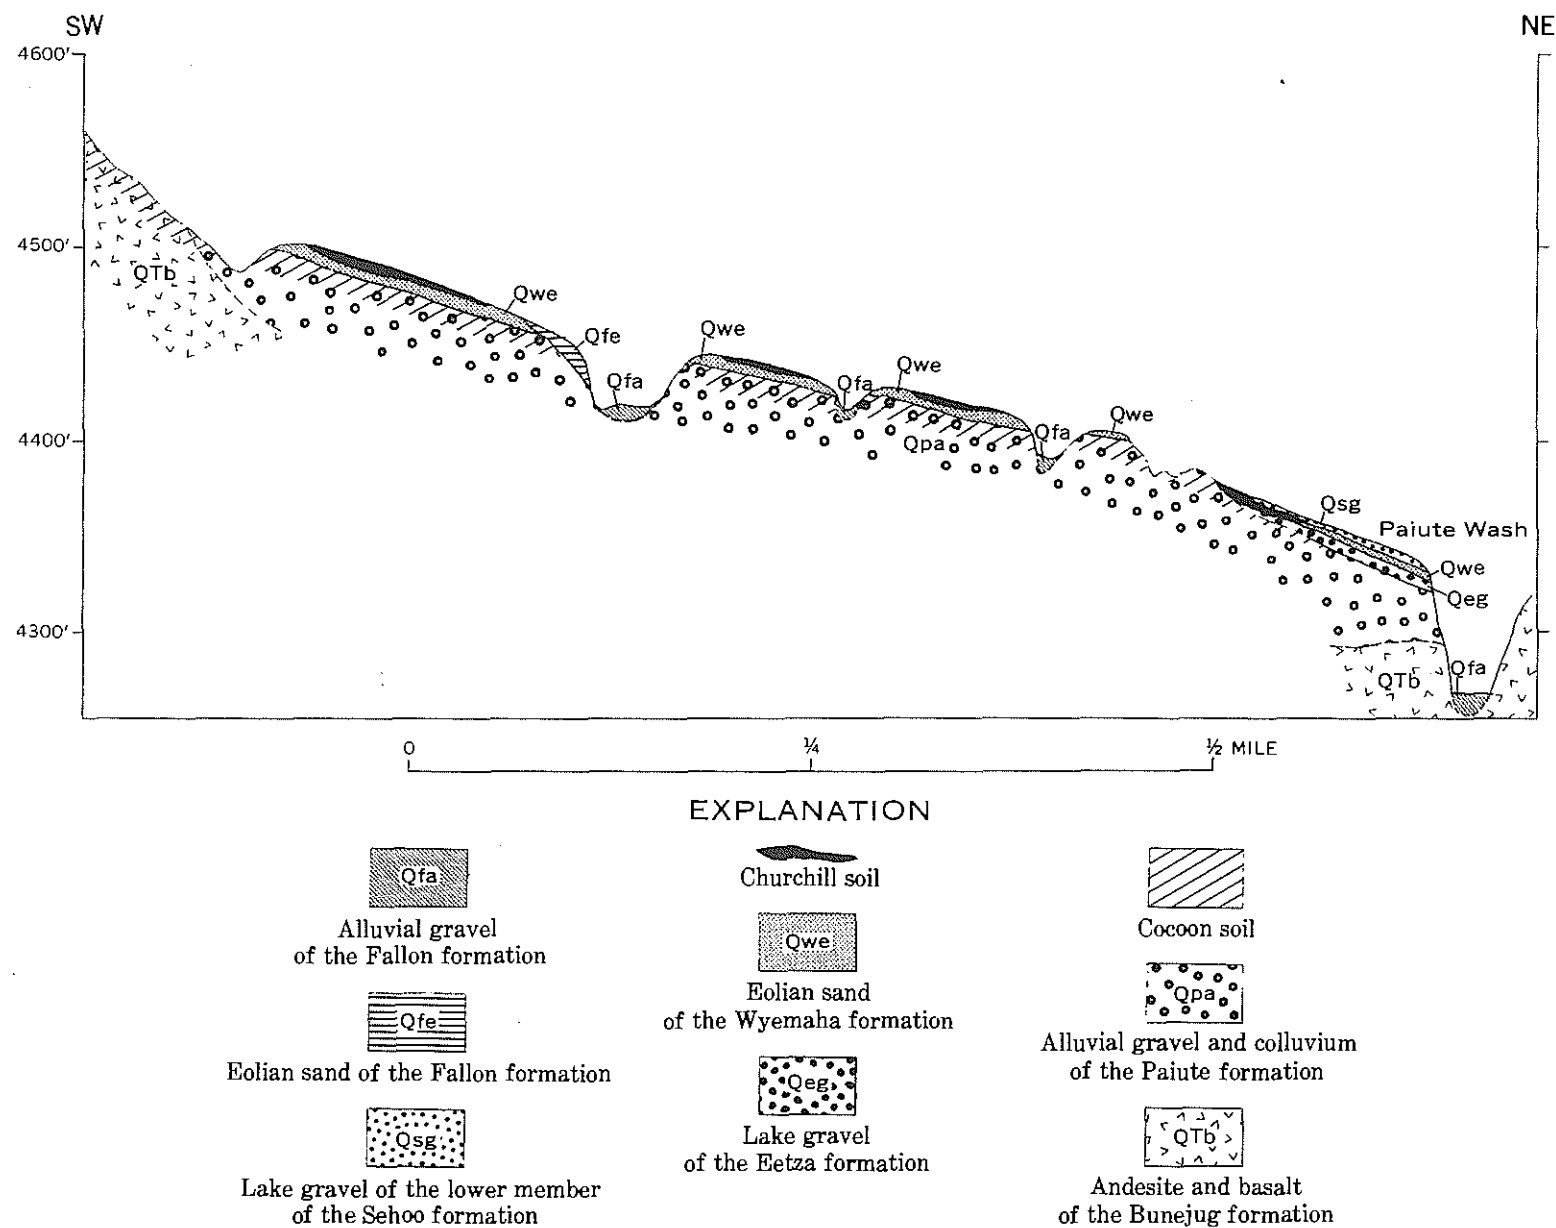 SW
NE
4600'
4500'
4400'
4300'
QTb
Qwe
Qfe
Qfa
Qwe
Qfa
Qwe
Qpa
Qfa
Qwe
Qsg
Paiute Wash
Qwe
Qeg
QTb
Qfa
0
¼
½ MILE
EXPLANATION
Qfa
Alluvial gravel
of the Fallon formation
Qfe
Eolian sand of the Fallon formation
Qsg
Lake gravel of the lower member
of the Sehoo formation
Churchill soil
Qwe
Eolian sand
of the Wyemaha formation
Qeg
Lake gravel
of the Eetza formation
Cocoon soil
Qpa
Alluvial gravel and colluvium
of the Paiute formation
QTb
Andesite and basalt
of the Bunejug formation